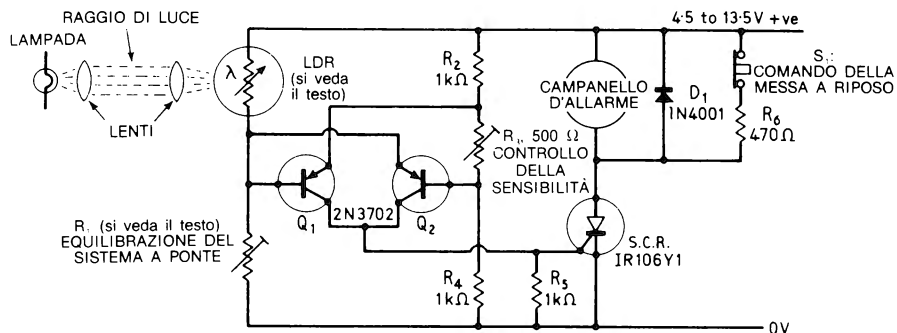 RAGGIO DI LUCE
LAMPADA
LENTI
λ
LDR
(si veda
il testo)
R2
1kΩ
4·5 to 13·5V +ve
CAMPANELLO
D'ALLARME
D1
1N4001
S1:
COMANDO DELLA
MESSA A RIPOSO
R6
470Ω
500 Ω
CONTROLLO
DELLA
SENSIBILITÀ
Q1
2N3702
Q2
(si veda il testo)
EQUILIBRAZIONE DEL
SISTEMA A PONTE
S.C.R.
IR106Y1
R4
1kΩ
R5
1kΩ
0V